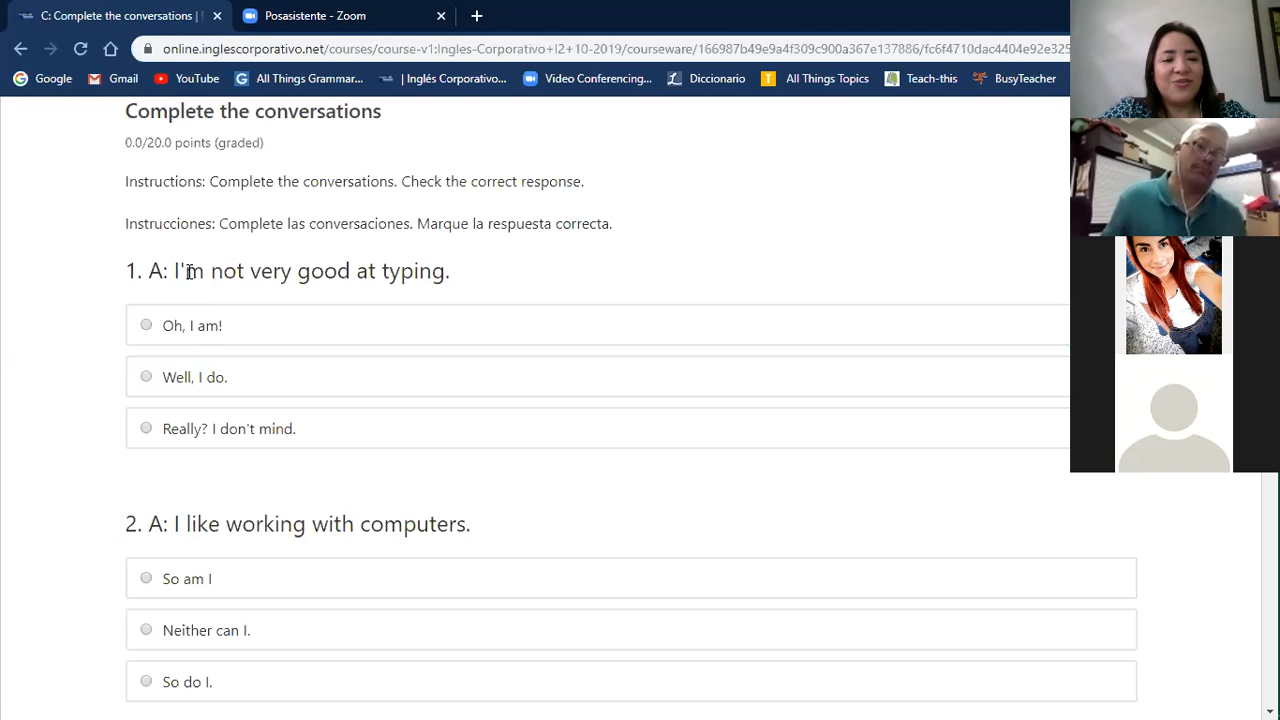 C: Complete the conversations |
Posasistente - Zoom
online.inglescorporativo.net/courses/course-v1:Ingles-Corporativo+I2+10-2019/courseware/166987b49e9a4f309c900a367e137886/fc6f4710dac4404e92e325
Google Gmail YouTube All Things Grammar... | Inglés Corporativo... Video Conferencing... Diccionario All Things Topics Teach-this BusyTeacher
Complete the conversations
0.0/20.0 points (graded)
Instructions: Complete the conversations. Check the correct response.
Instrucciones: Complete las conversaciones. Marque la respuesta correcta.
1. A: I'm not very good at typing.
Oh, I am!
Well, I do.
Really? I don't mind.
2. A: I like working with computers.
So am I
Neither can I.
So do I.